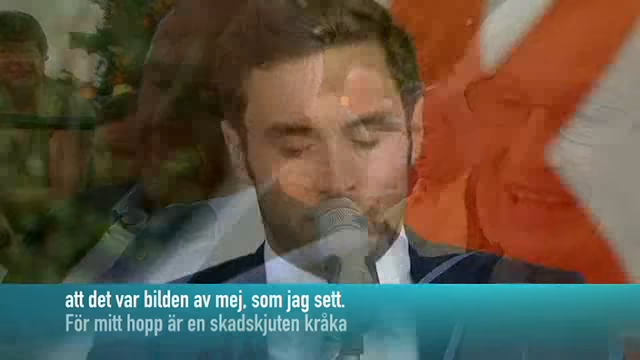 att det var bilden av mej, som jag sett.
För mitt hopp är en skadskjuten kråka